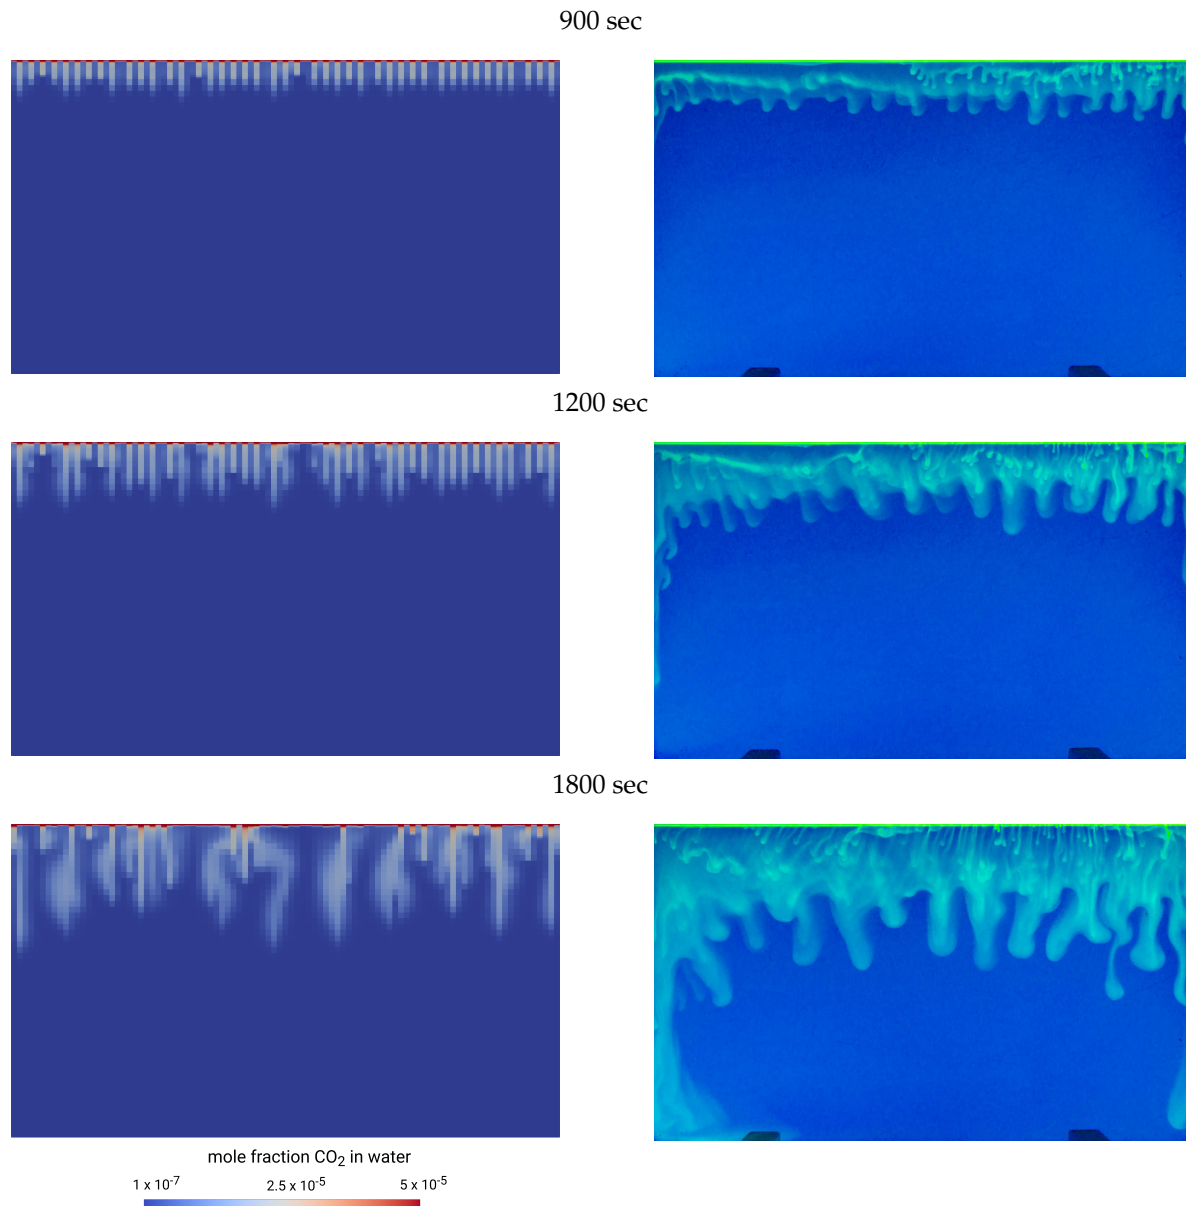 900 sec
1200 sec
1800 sec
mole fraction CO₂ in water
1 x 10⁻⁷ 2.5 x 10⁻⁵ 5 x 10⁻⁵